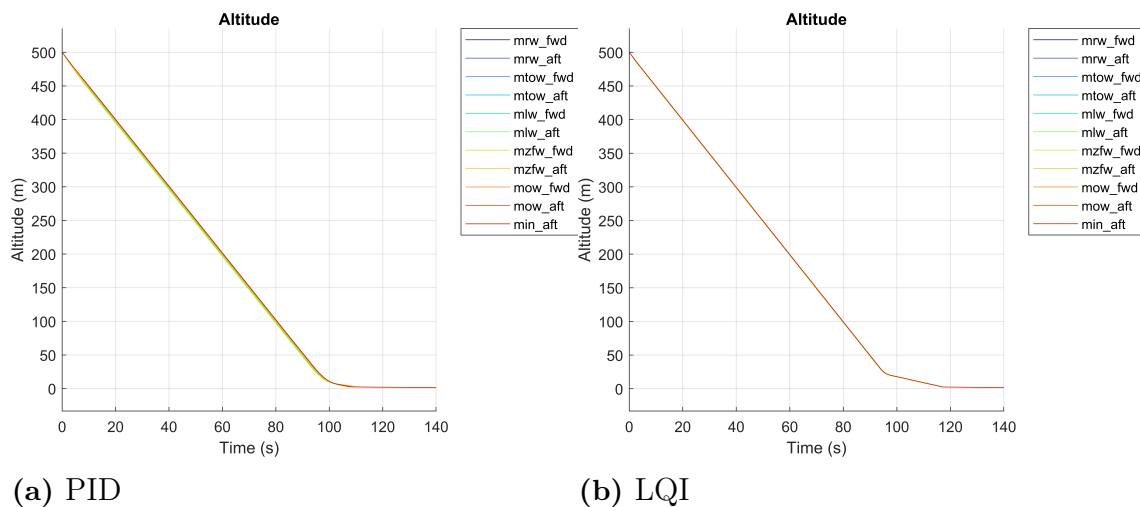 Altitude
500
450
400
350
300
250
200
150
100
50
0
Altitude (m)
0 20 40 60 80 100 120 140
Time (s)
mrw_fwd
mrw_aft
mtow_fwd
mtow_aft
mlw_fwd
mlw_aft
mzfw_fwd
mzfw_aft
mow_fwd
mow_aft
min_aft
(a) PID
Altitude
500
450
400
350
300
250
200
150
100
50
0
Altitude (m)
0 20 40 60 80 100 120 140
Time (s)
mrw_fwd
mrw_aft
mtow_fwd
mtow_aft
mlw_fwd
mlw_aft
mzfw_fwd
mzfw_aft
mow_fwd
mow_aft
min_aft
(b) LQI